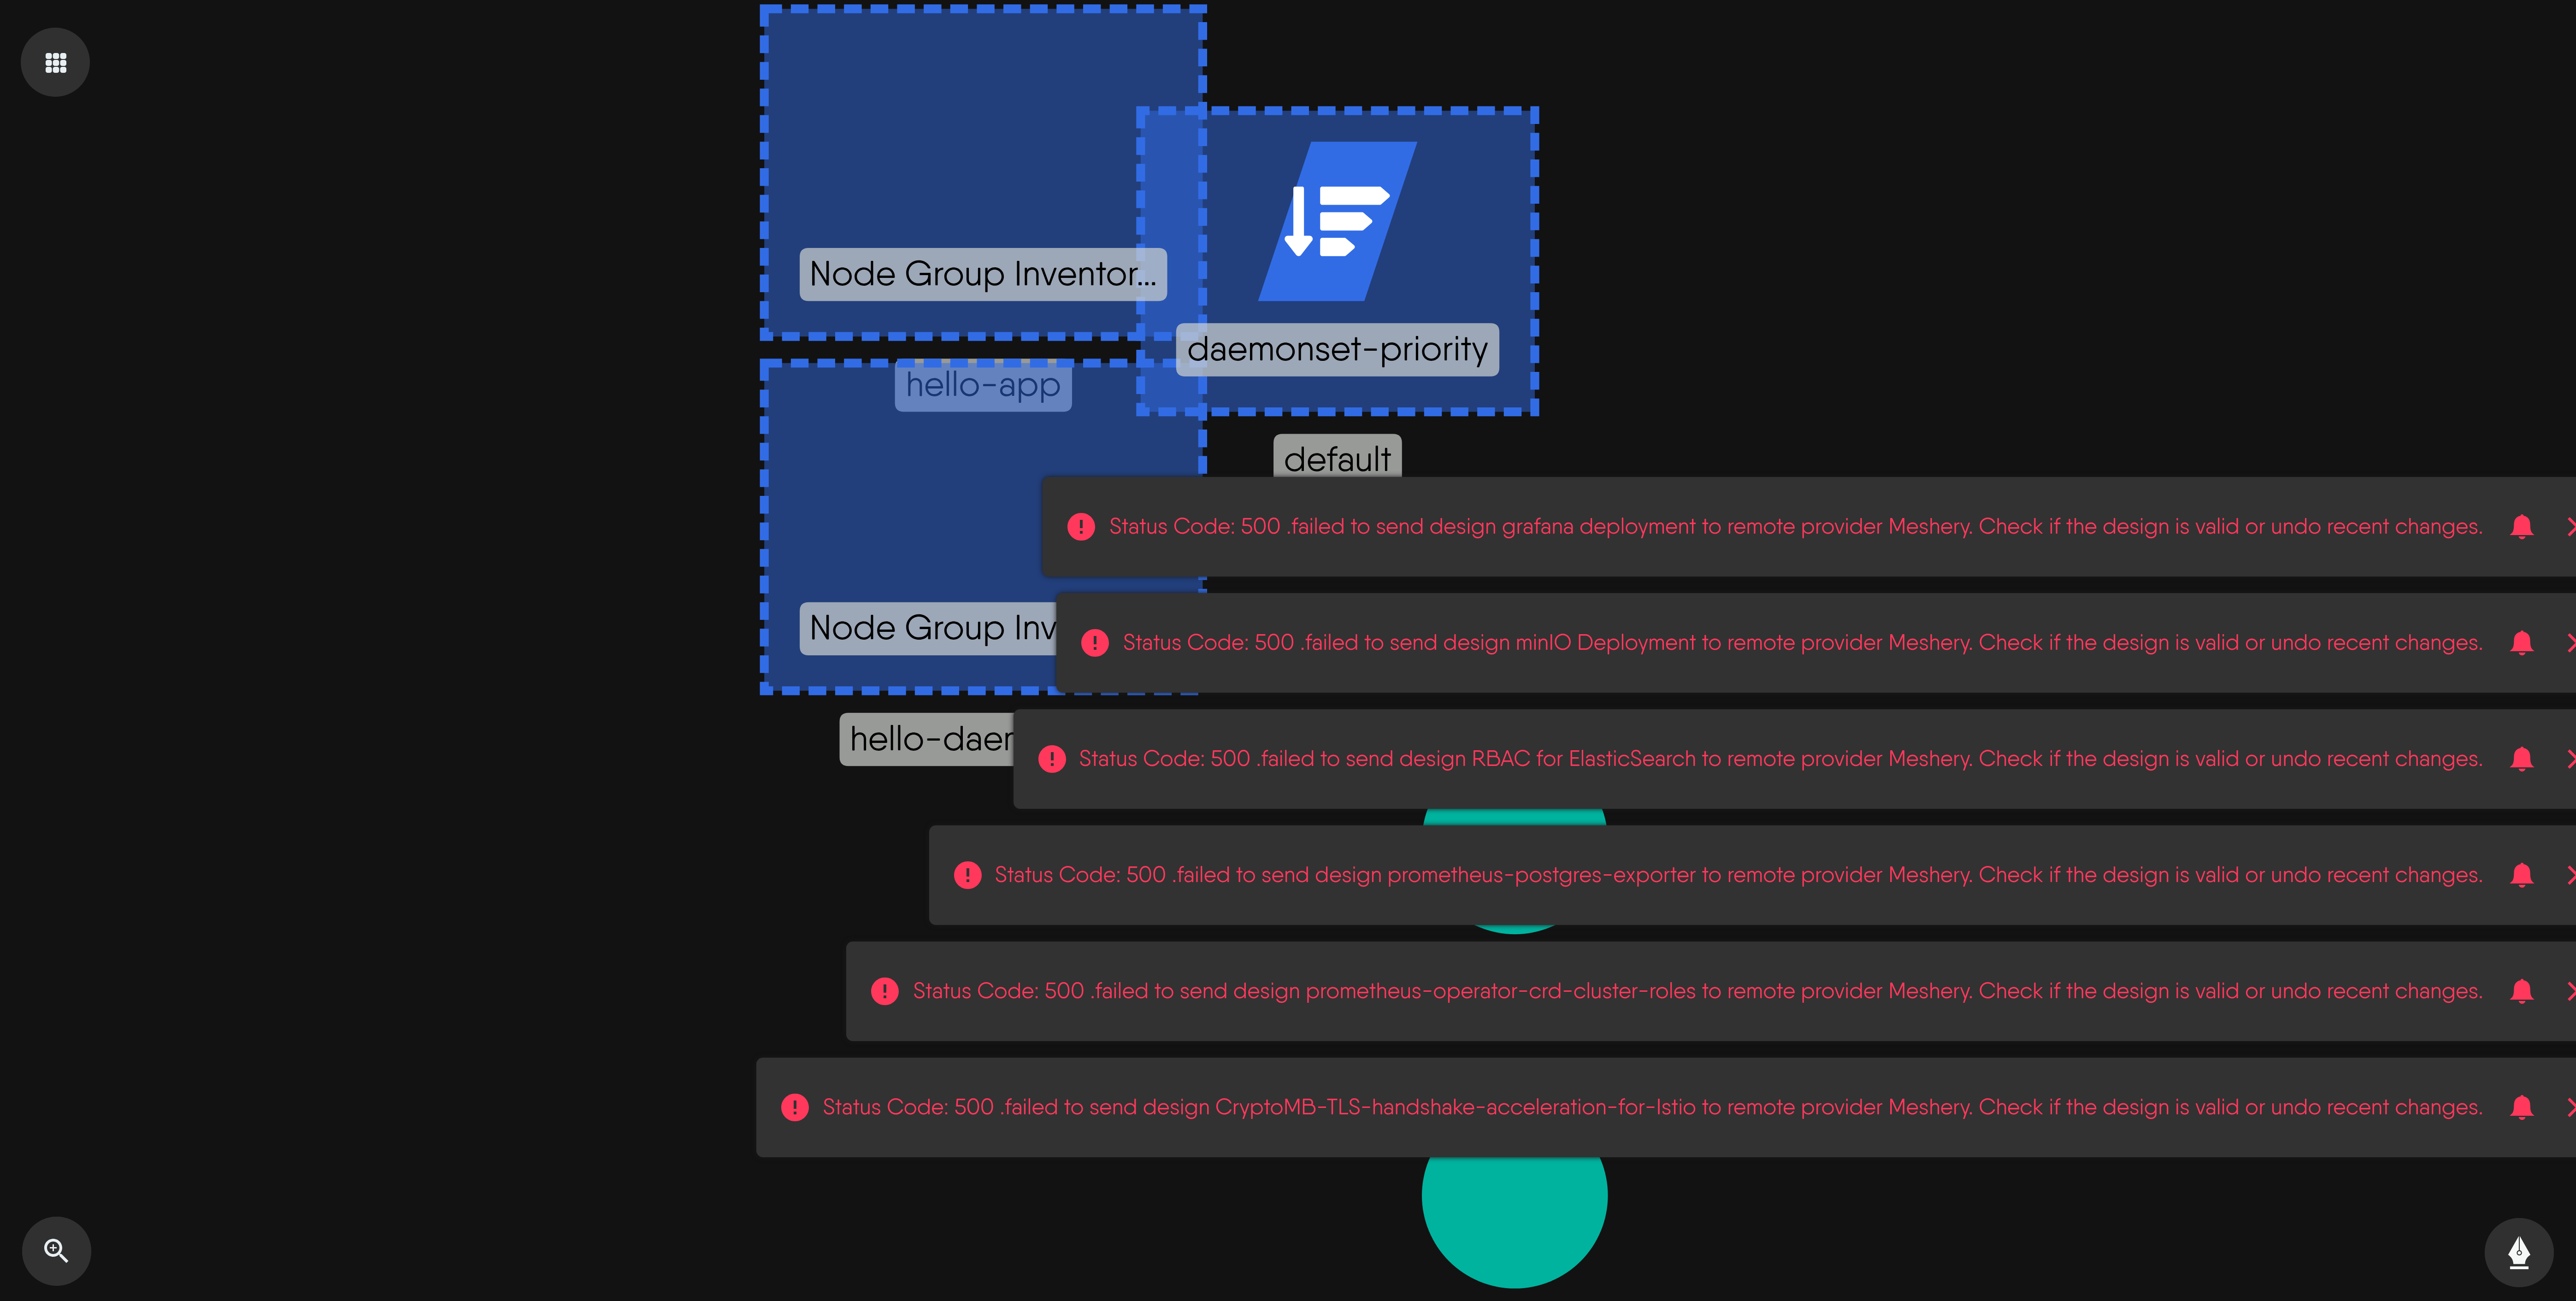 Node Group Inventor...
daemonset-priority
hello-app
default
Status Code: 500 .failed to send design grafana deployment to remote provider Meshery. Check if the design is valid or undo recent changes.
Node Group Inv
Status Code: 500 .failed to send design minIO Deployment to remote provider Meshery. Check if the design is valid or undo recent changes.
hello-daer
Status Code: 500 .failed to send design RBAC for ElasticSearch to remote provider Meshery. Check if the design is valid or undo recent changes.
Status Code: 500 .failed to send design prometheus-postgres-exporter to remote provider Meshery. Check if the design is valid or undo recent changes.
Status Code: 500 .failed to send design prometheus-operator-crd-cluster-roles to remote provider Meshery. Check if the design is valid or undo recent changes.
Status Code: 500 .failed to send design CryptoMB-TLS-handshake-acceleration-for-Istio to remote provider Meshery. Check if the design is valid or undo recent changes.